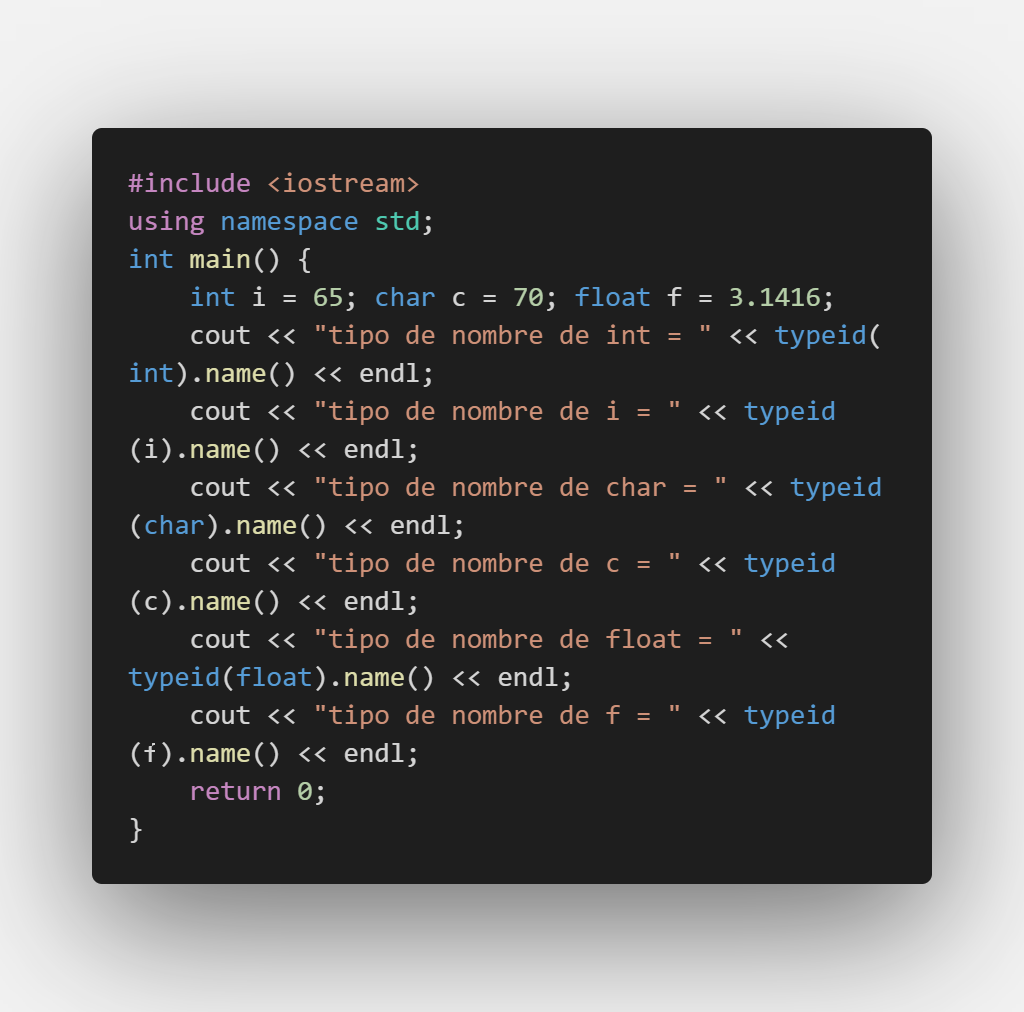 #include <iostream>
using namespace std;
int main() {
    int i = 65; char c = 70; float f = 3.1416;
    cout << "tipo de nombre de int = " << typeid(
int).name() << endl;
    cout << "tipo de nombre de i = " << typeid
(i).name() << endl;
    cout << "tipo de nombre de char = " << typeid
(char).name() << endl;
    cout << "tipo de nombre de c = " << typeid
(c).name() << endl;
    cout << "tipo de nombre de float = " <<
typeid(float).name() << endl;
    cout << "tipo de nombre de f = " << typeid
(f).name() << endl;
    return 0;
}